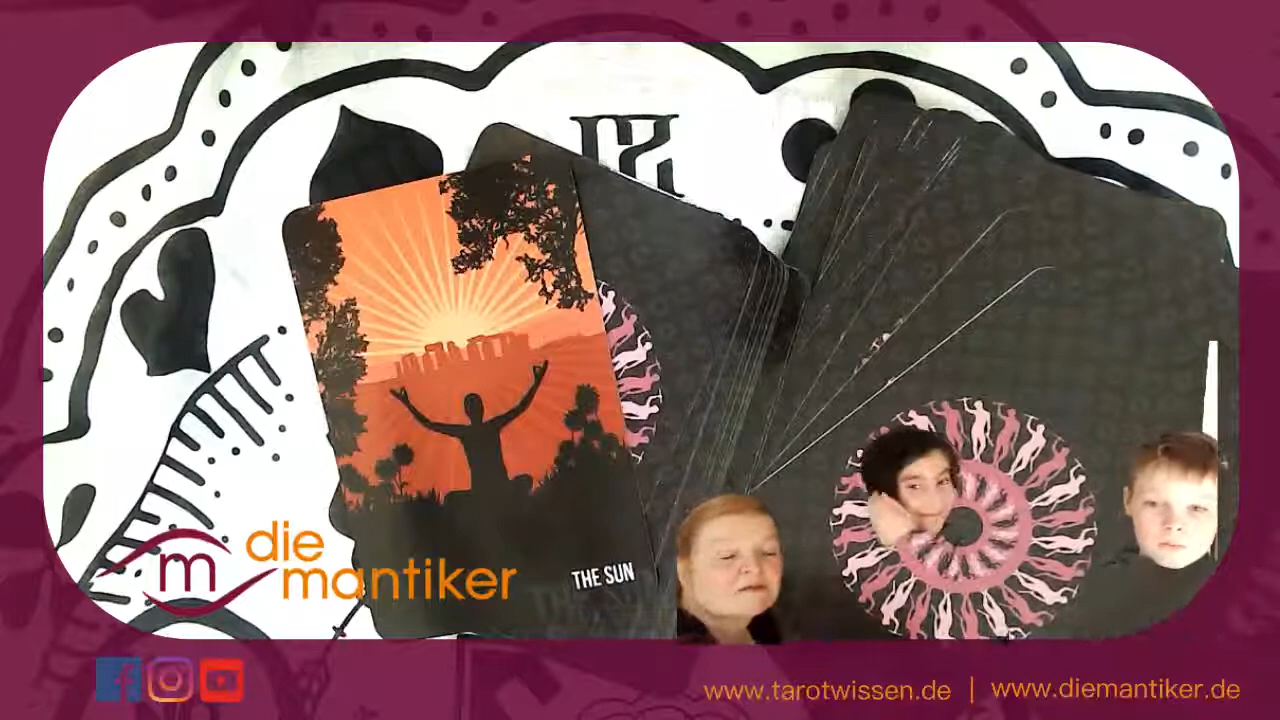 THE SUN
m
die
mantiker
www.tarotwissen.de | www.diemantiker.de